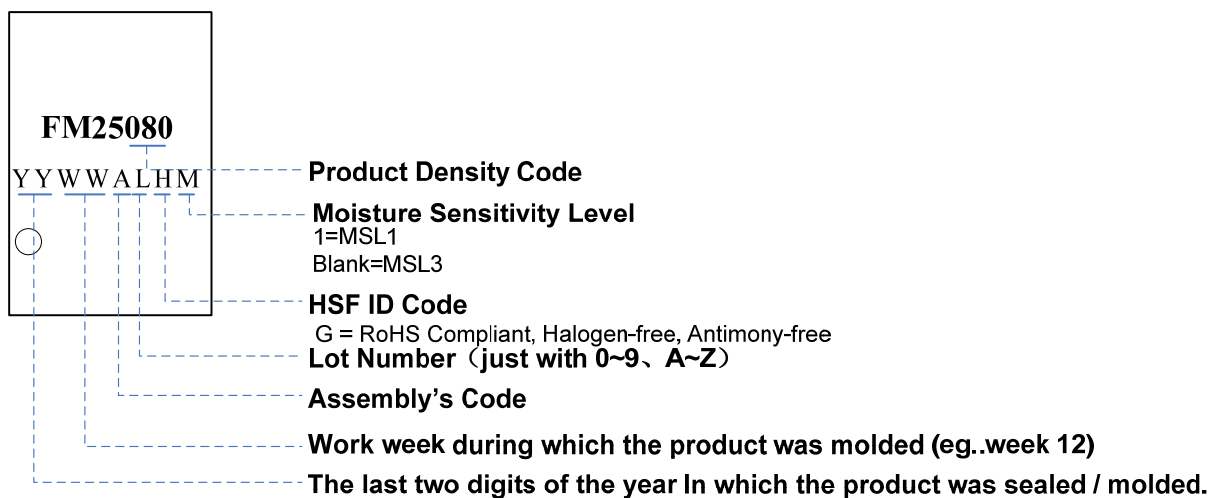 FM25080
YYWWALHM
Product Density Code
Moisture Sensitivity Level
1=MSL1
Blank=MSL3
HSF ID Code
G = RoHS Compliant, Halogen-free, Antimony-free
Lot Number（just with 0~9、A~Z）
Assembly's Code
Work week during which the product was molded (eg..week 12)
The last two digits of the year In which the product was sealed / molded.